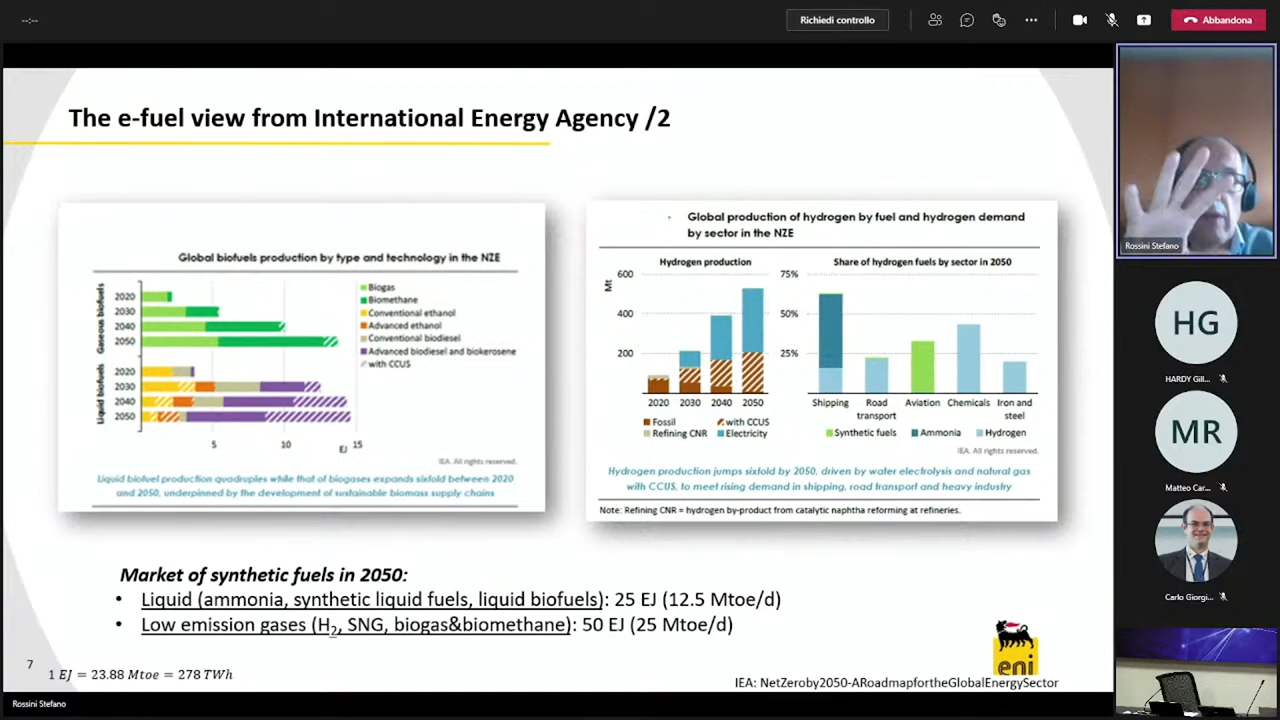 --:--
Richiedi controllo
Abbandona
The e-fuel view from International Energy Agency /2
Global biofuels production by type and technology in the NZE
Gaseous biofuels
2020
2030
2040
2050
Liquid biofuels
2020
2030
2040
2050
5
10
EJ
15
Biogas
Biomethane
Conventional ethanol
Advanced ethanol
Conventional biodiesel
Advanced biodiesel and biokerosene
with CCUS
IEA. All rights reserved.
Liquid biofuel production quadruples while that of biogases expands sixfold between 2020
and 2050, underpinned by the development of sustainable biomass supply chains
Global production of hydrogen by fuel and hydrogen demand
by sector in the NZE
Hydrogen production
Mt
600
400
200
2020
2030
2040
2050
Fossil
with CCUS
Refining CNR
Electricity
Share of hydrogen fuels by sector in 2050
75%
50%
25%
Shipping
Road
transport
Aviation
Chemicals
Iron and
steel
Synthetic fuels
Ammonia
Hydrogen
IEA. All rights reserved.
Hydrogen production jumps sixfold by 2050, driven by water electrolysis and natural gas
with CCUS, to meet rising demand in shipping, road transport and heavy industry
Note: Refining CNR = hydrogen by-product from catalytic naphtha reforming at refineries.
Market of synthetic fuels in 2050:
• Liquid (ammonia, synthetic liquid fuels, liquid biofuels): 25 EJ (12.5 Mtoe/d)
• Low emission gases (H2, SNG, biogas&biomethane): 50 EJ (25 Mtoe/d)
7
1 EJ = 23.88 Mtoe = 278 TWh
eni
IEA: NetZeroby2050-ARoadmapfortheGlobalEnergySector
Rossini Stefano
Rossini Stefano
HG
HARDY Gill...
MR
Matteo Car...
Carlo Giorgi...